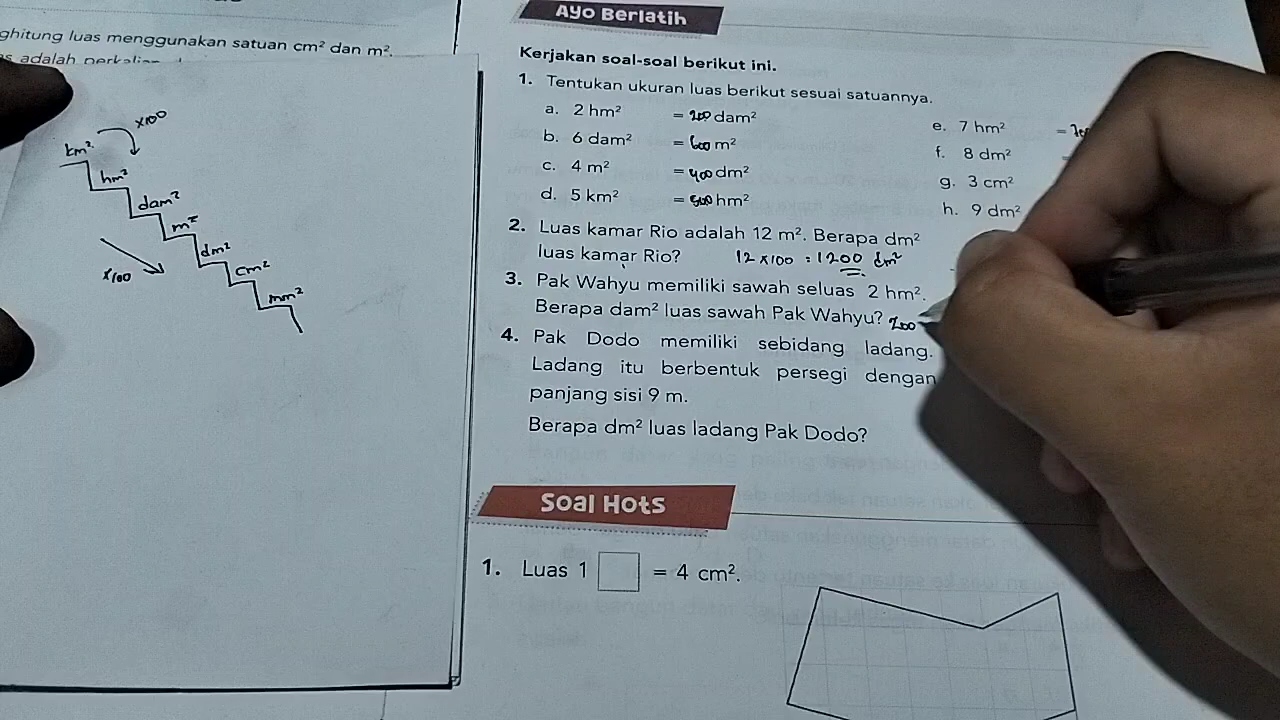 ghitung luas menggunakan satuan cm² dan m².
s adalah
km²
x100
hm²
dam²
m²
dm²
cm²
mm²
x100
Ayo Berlatih
Kerjakan soal-soal berikut ini.
1. Tentukan ukuran luas berikut sesuai satuannya.
a. 2 hm² = 200 dam²
b. 6 dam² = 600 m²
c. 4 m² = 400 dm²
d. 5 km² = 500 hm²
e. 7 hm² =
f. 8 dm² =
g. 3 cm²
h. 9 dm²
2. Luas kamar Rio adalah 12 m². Berapa dm²
luas kamar Rio? 12 x 100 : 1200 dm²
3. Pak Wahyu memiliki sawah seluas 2 hm².
Berapa dam² luas sawah Pak Wahyu? 200
4. Pak Dodo memiliki sebidang ladang.
Ladang itu berbentuk persegi dengan
panjang sisi 9 m.
Berapa dm² luas ladang Pak Dodo?
Soal Hots
1. Luas 1 = 4 cm².